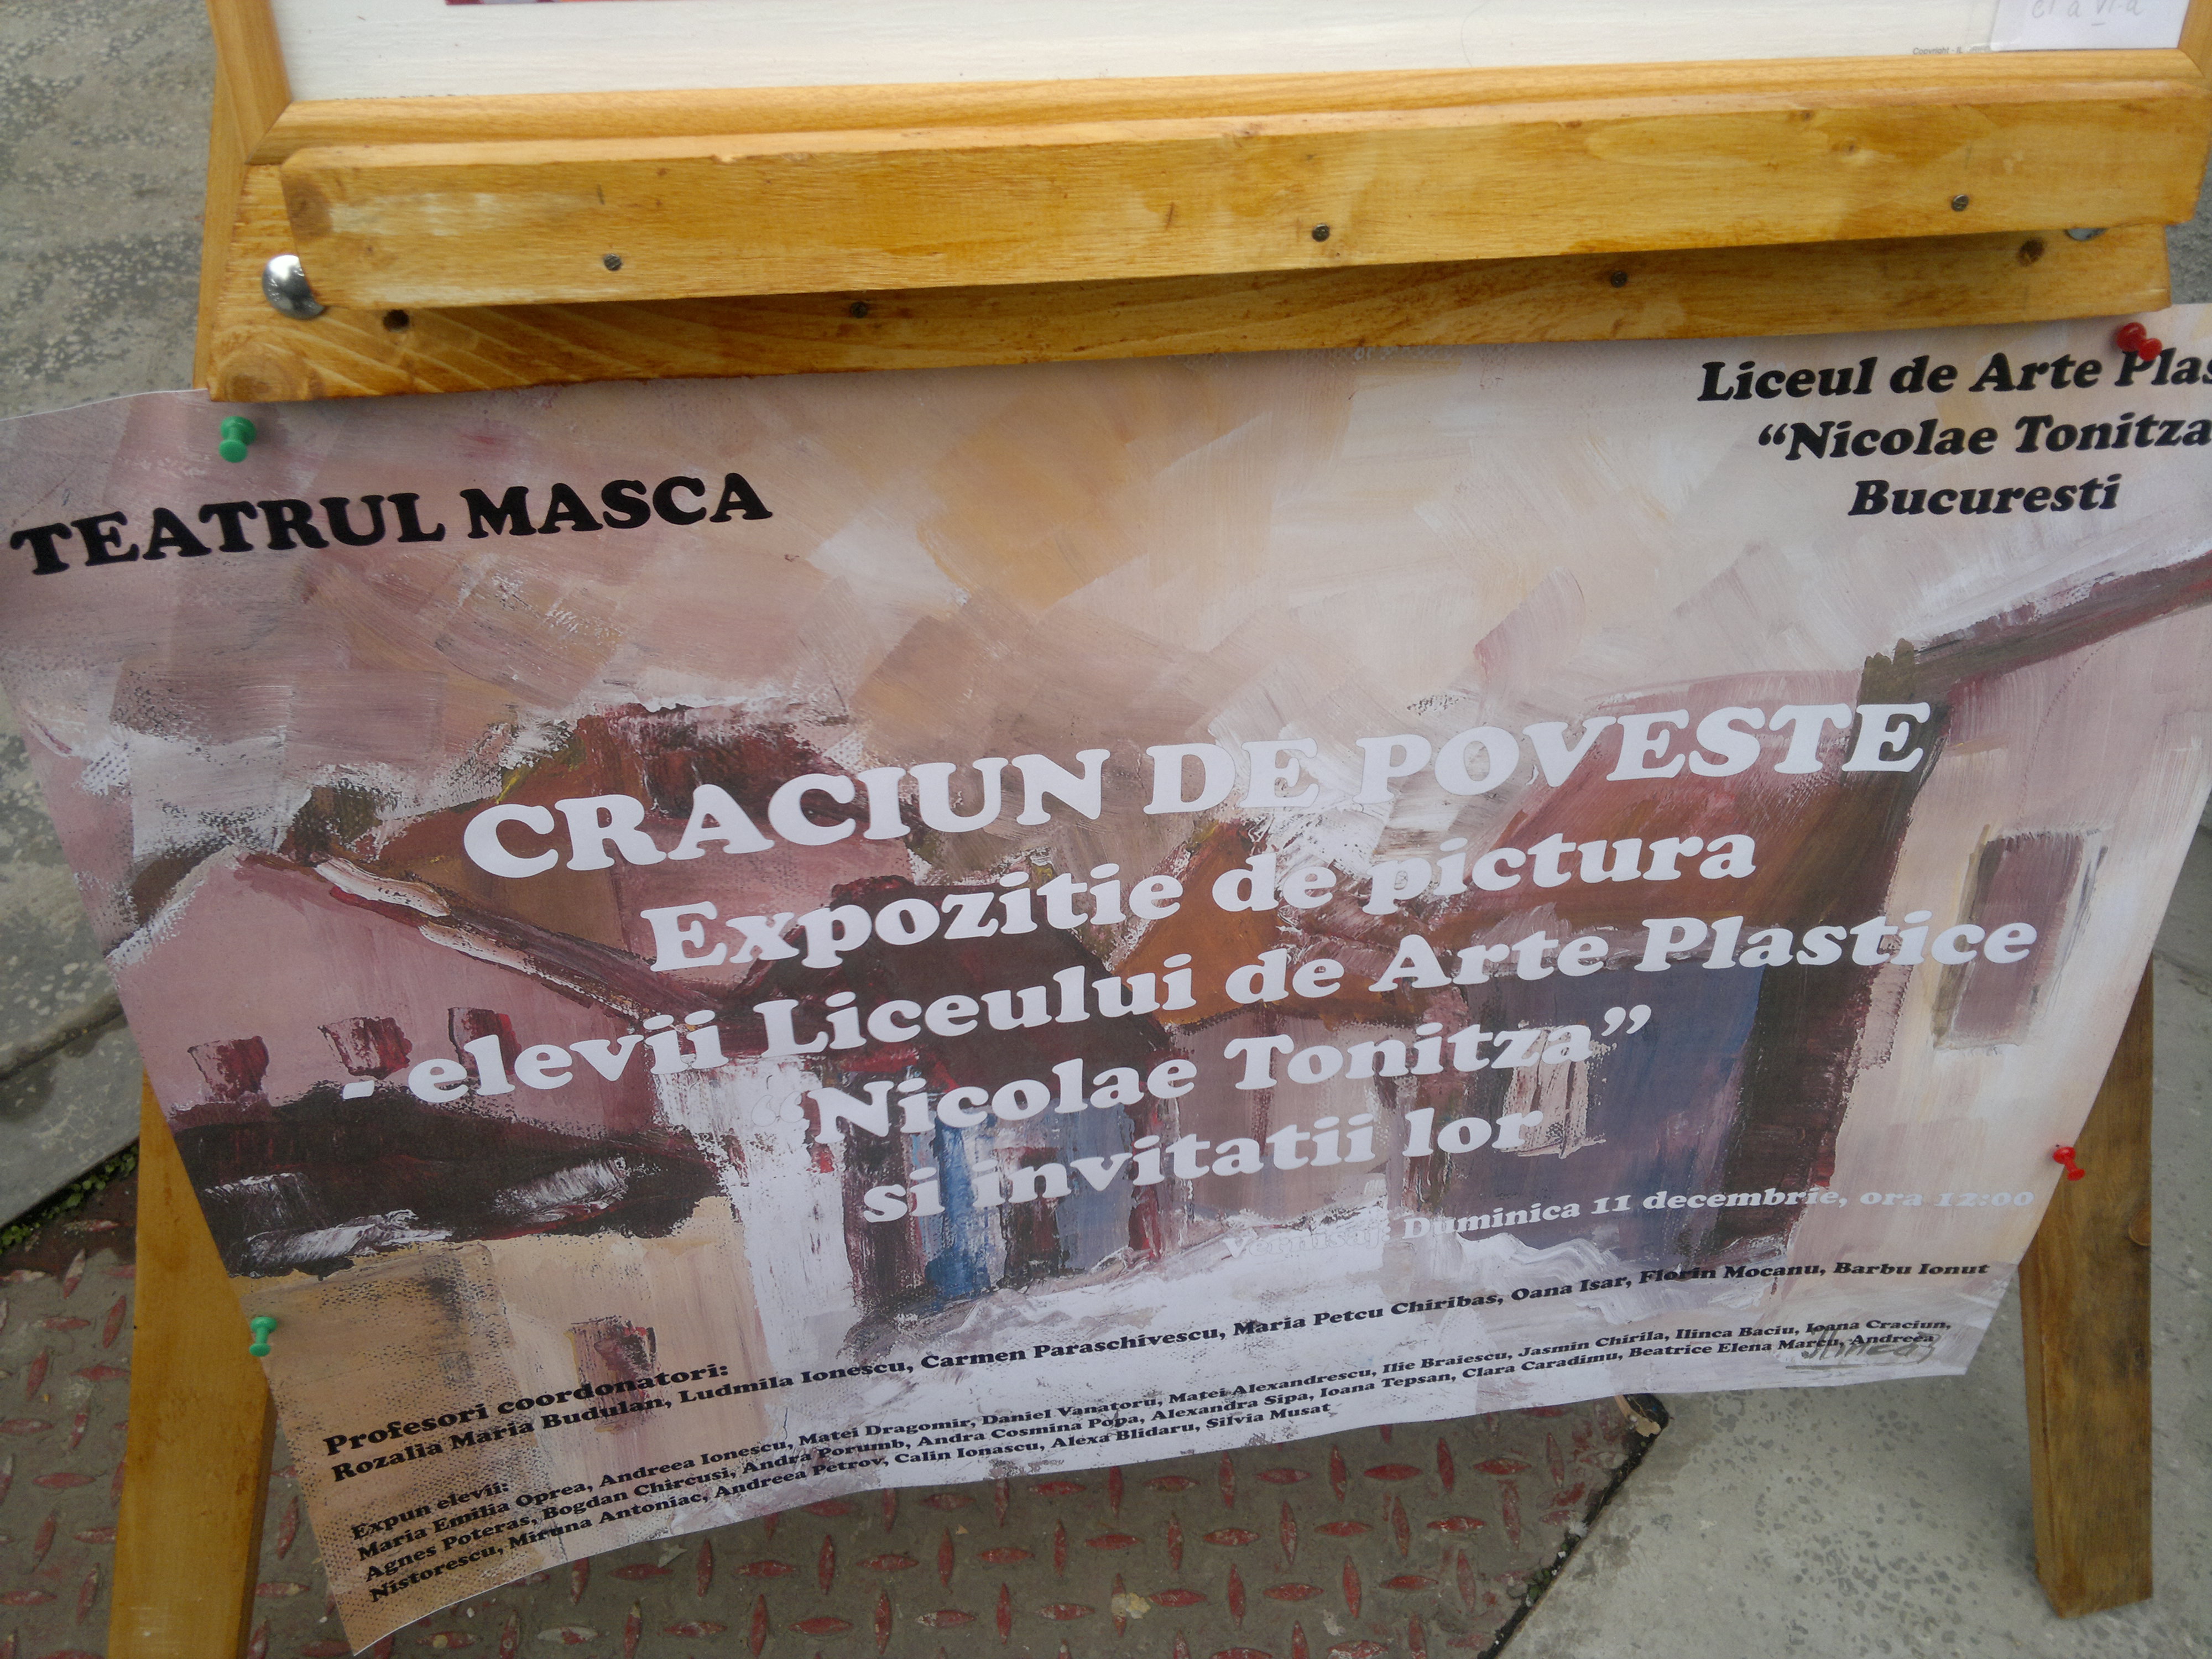 cl a VI-a
Copyright - IL
TEATRUL MASCA
Liceul de Arte Plas
“Nicolae Tonitza
Bucuresti
CRACIUN DE POVESTE
Expozitie de pictura
- elevii Liceului de Arte Plastice
“Nicolae Tonitza”
si invitatii lor
Vernisaj: Duminica 11 decembrie, ora 12:00
Profesori coordonatori:
Rozalia Maria Budulan, Ludmila Ionescu, Carmen Paraschivescu, Maria Petcu Chiribas, Oana Isar, Florin Mocanu, Barbu Ionut
Expun elevii:
Maria Emilia Oprea, Andreea Ionescu, Matei Dragomir, Daniel Vanatoru, Matei Alexandrescu, Ilie Braiescu, Jasmin Chirila, Ilinca Baciu, Ioana Craciun,
Agnes Poteras, Bogdan Chircusi, Andra Porumb, Andra Cosmina Popa, Alexandra Sipa, Ioana Tepsan, Clara Caradimu, Beatrice Elena Marcu, Andreea
Nistorescu, Miruna Antoniac, Andreea Petrov, Calin Ionascu, Alexa Blidaru, Silvia Musat